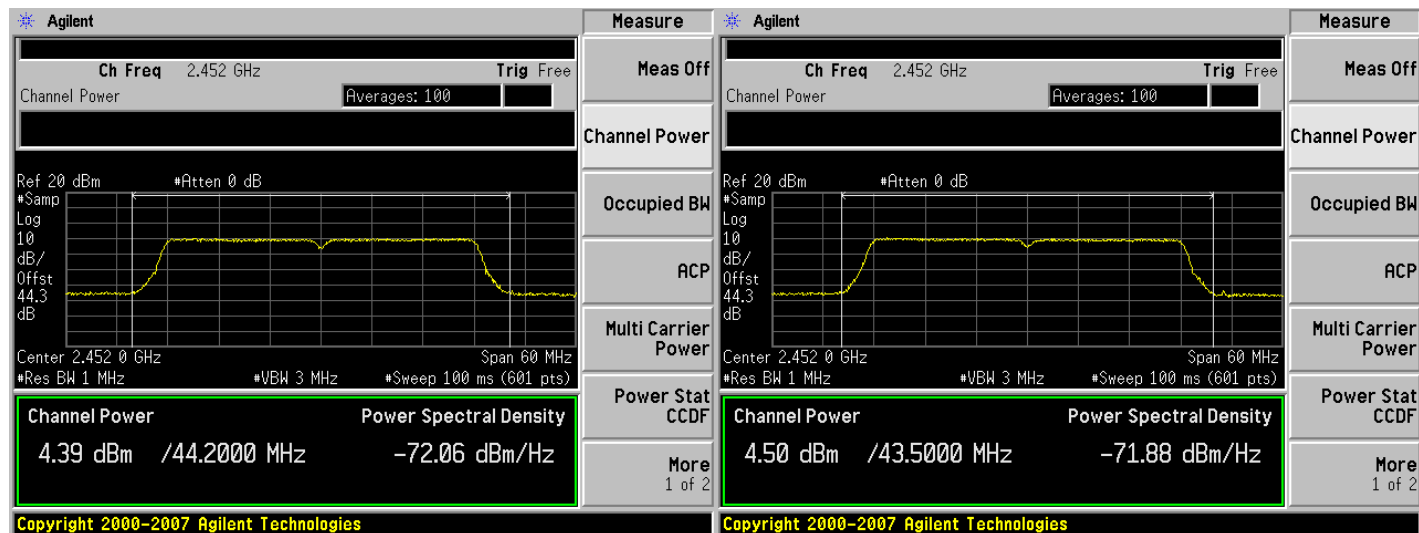 Agilent
Ch Freq 2.452 GHz Trig Free
Channel Power Averages: 100
Ref 20 dBm #Atten 0 dB
#Samp
Log
10
dB/
Offst
44.3
dB
Center 2.452 0 GHz Span 60 MHz
#Res BW 1 MHz #VBW 3 MHz #Sweep 100 ms (601 pts)
Channel Power Power Spectral Density
4.39 dBm /44.2000 MHz -72.06 dBm/Hz
Copyright 2000-2007 Agilent Technologies
Measure
Meas Off
Channel Power
Occupied BW
ACP
Multi Carrier
Power
Power Stat
CCDF
More
1 of 2
Agilent
Ch Freq 2.452 GHz Trig Free
Channel Power Averages: 100
Ref 20 dBm #Atten 0 dB
#Samp
Log
10
dB/
Offst
44.3
dB
Center 2.452 0 GHz Span 60 MHz
#Res BW 1 MHz #VBW 3 MHz #Sweep 100 ms (601 pts)
Channel Power Power Spectral Density
4.50 dBm /43.5000 MHz -71.88 dBm/Hz
Copyright 2000-2007 Agilent Technologies
Measure
Meas Off
Channel Power
Occupied BW
ACP
Multi Carrier
Power
Power Stat
CCDF
More
1 of 2